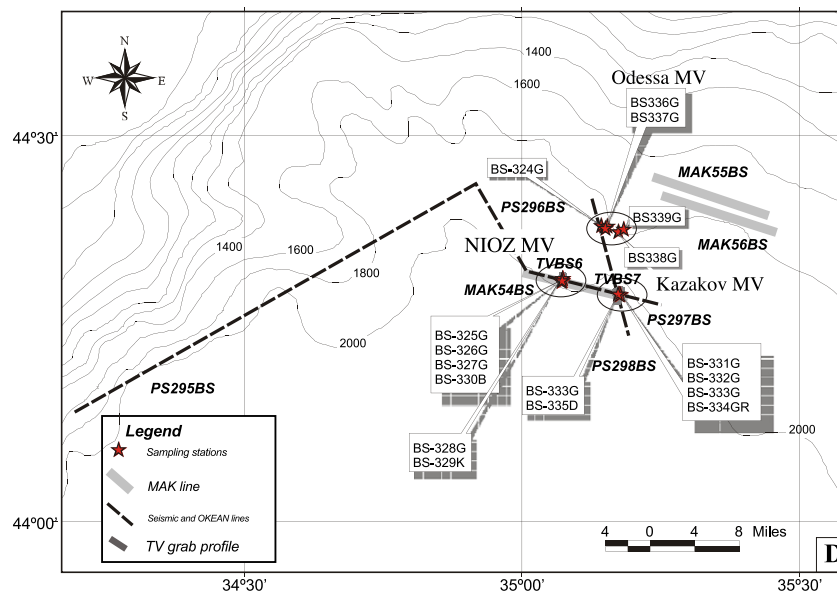 N
W E
S
1400
1600
Odessa MV
BS336G
BS337G
44°30'
BS-324G
MAK55BS
PS296BS
BS339G
MAK56BS
1400
NIOZ MV
TVBS6
BS338G
1600
TVBS7
Kazakov MV
1800
MAK54BS
PS297BS
2000
BS-325G
BS-326G
BS-327G
BS-330B
PS298BS
BS-331G
BS-332G
BS-333G
BS-334GR
PS295BS
BS-333G
BS-335D
2000
BS-328G
BS-329K
Legend
Sampling stations
MAK line
Seismic and OKEAN lines
TV grab profile
44°00'
4 0 4 8 Miles
D
34°30' 35°00' 35°30'